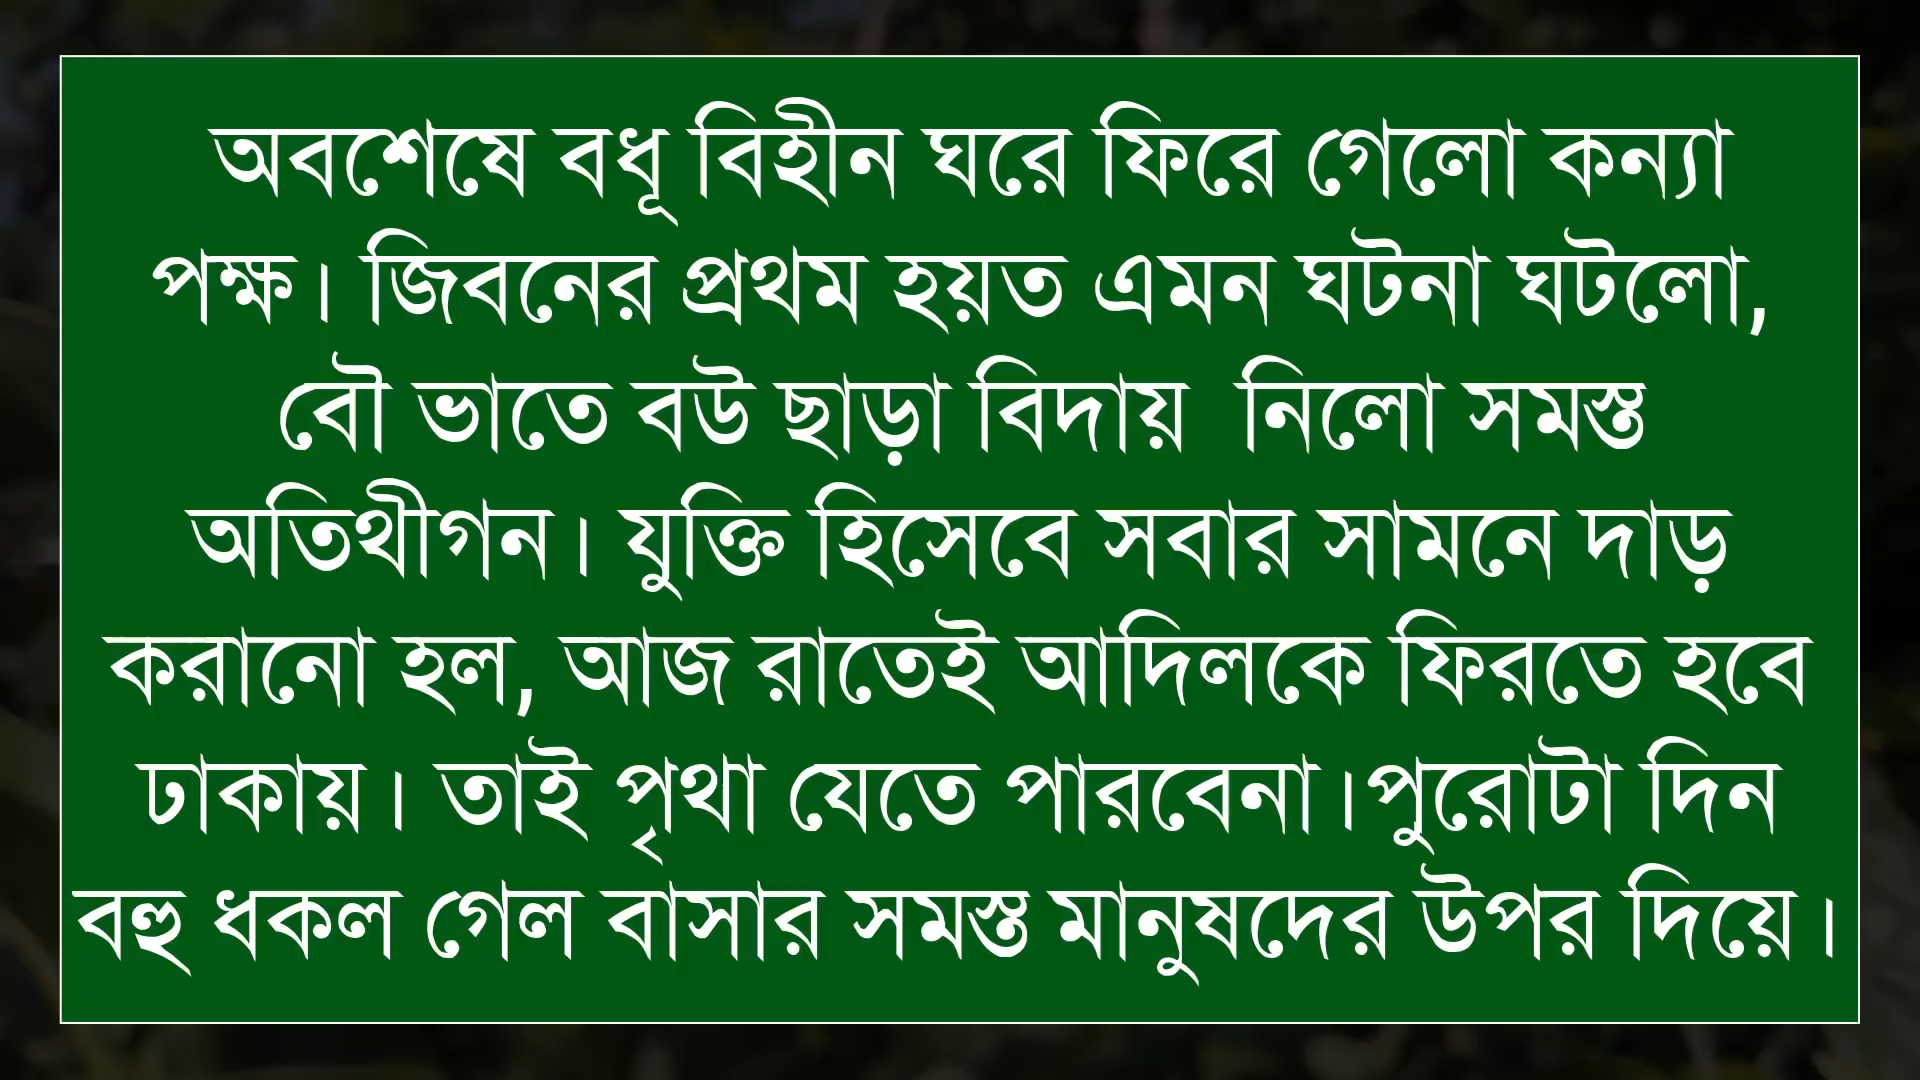 অবশেষে বধূ বিহীন ঘরে ফিরে গেলো কন্যা
পক্ষ। জিবনের প্রথম হয়ত এমন ঘটনা ঘটলো,
বৌ ভাতে বউ ছাড়া বিদায় নিলো সমস্ত
অতিথীগন। যুক্তি হিসেবে সবার সামনে দাড়
করানো হল, আজ রাতেই আদিলকে ফিরতে হবে
ঢাকায়। তাই পৃথা যেতে পারবেনা।পুরোটা দিন
বহু ধকল গেল বাসার সমস্ত মানুষদের উপর দিয়ে।